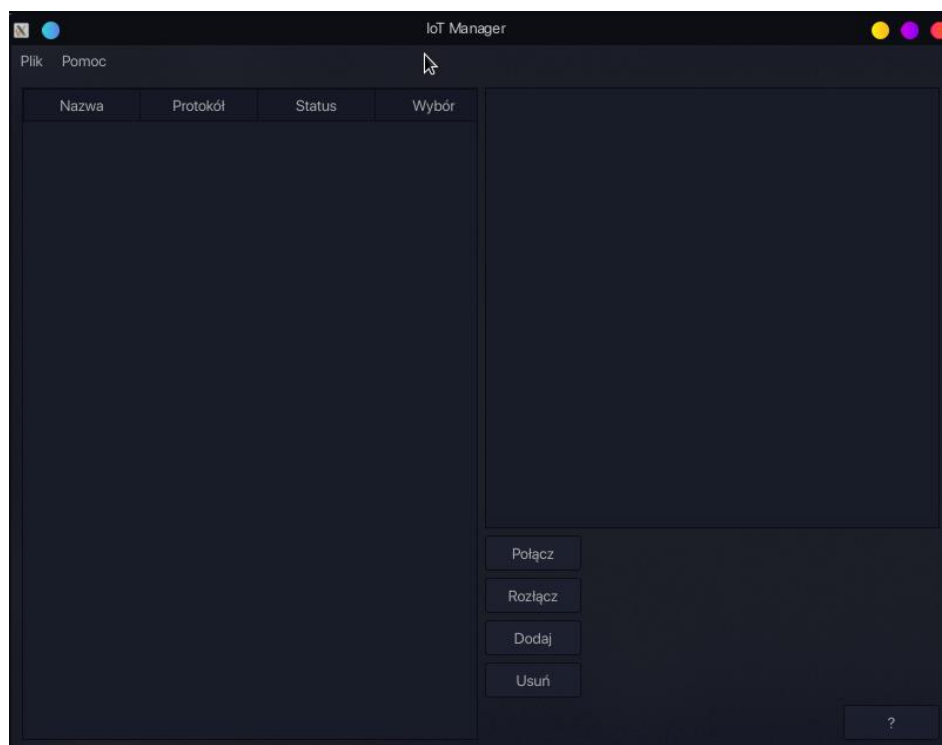 IoT Manager
Plik Pomoc
Nazwa Protokół Status Wybór
Połącz
Rozłącz
Dodaj
Usuń
?